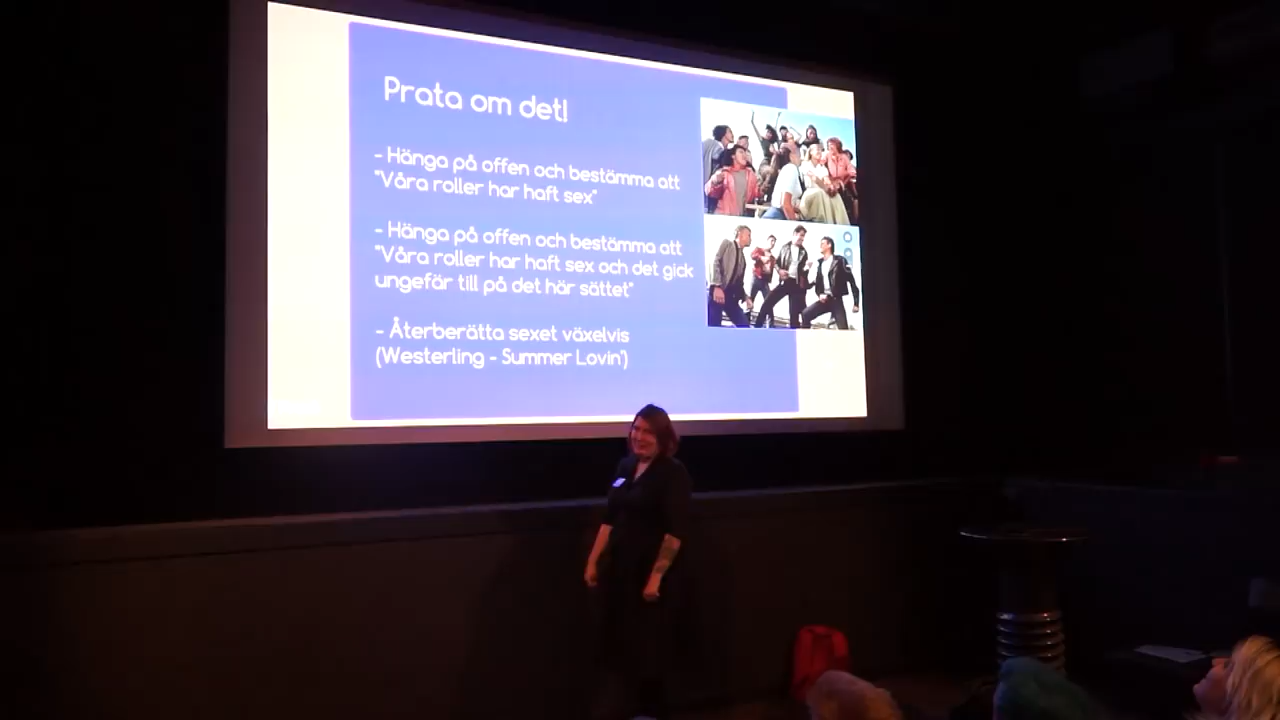 Prata om det!
- Hänga på offen och bestämma att
"Våra roller har haft sex"
- Hänga på offen och bestämma att
"Våra roller har haft sex och det gick
ungefär till på det här sättet"
- Återberätta sexet växelvis
(Westerling - Summer Lovin')